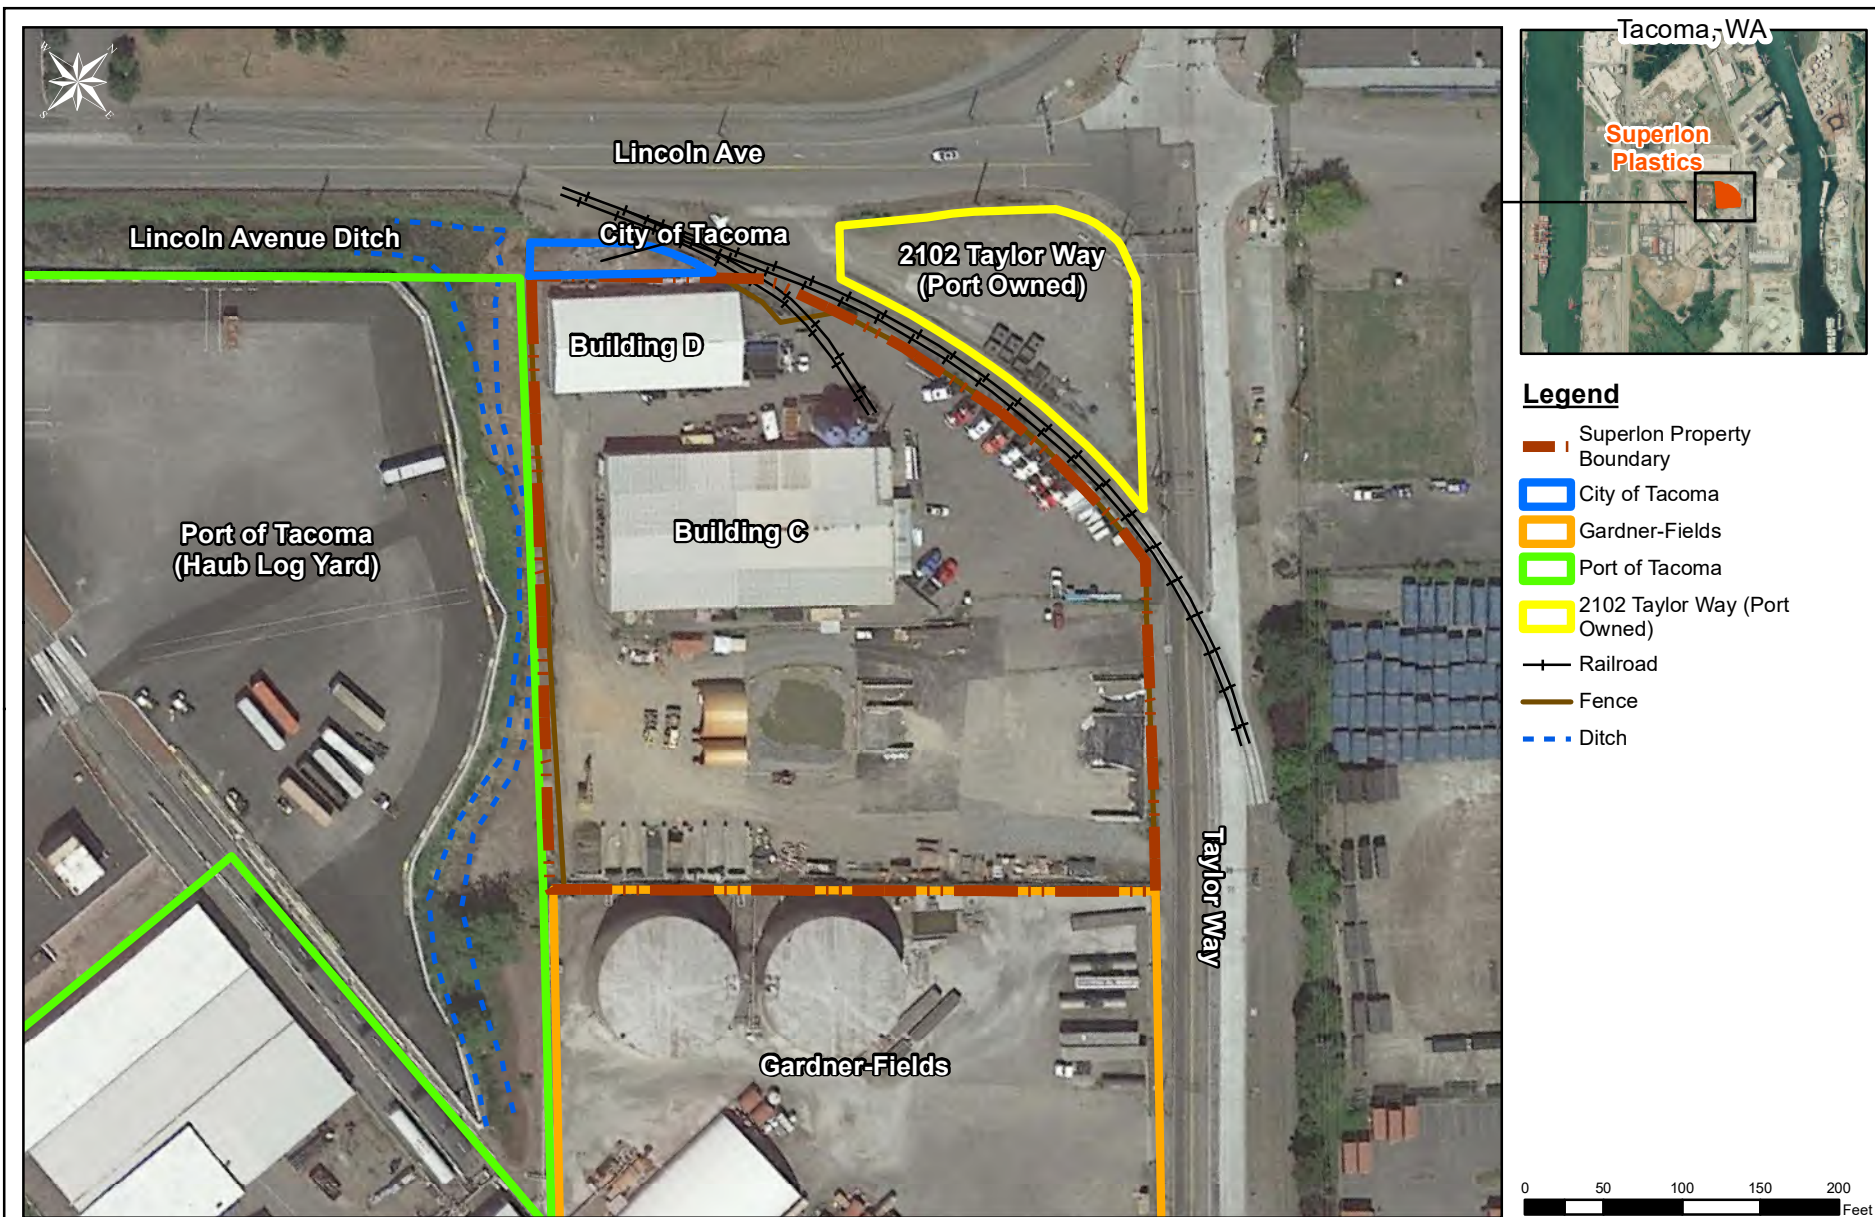 Tacoma, WA
Superlon
Plastics
W
N
S
E
Lincoln Ave
Lincoln Avenue Ditch
City of Tacoma
2102 Taylor Way
(Port Owned)
Building D
Building C
Port of Tacoma
(Haub Log Yard)
Taylor Way
Gardner-Fields
Legend
Superlon Property
Boundary
City of Tacoma
Gardner-Fields
Port of Tacoma
2102 Taylor Way (Port
Owned)
Railroad
Fence
Ditch
0 50 100 150 200
Feet